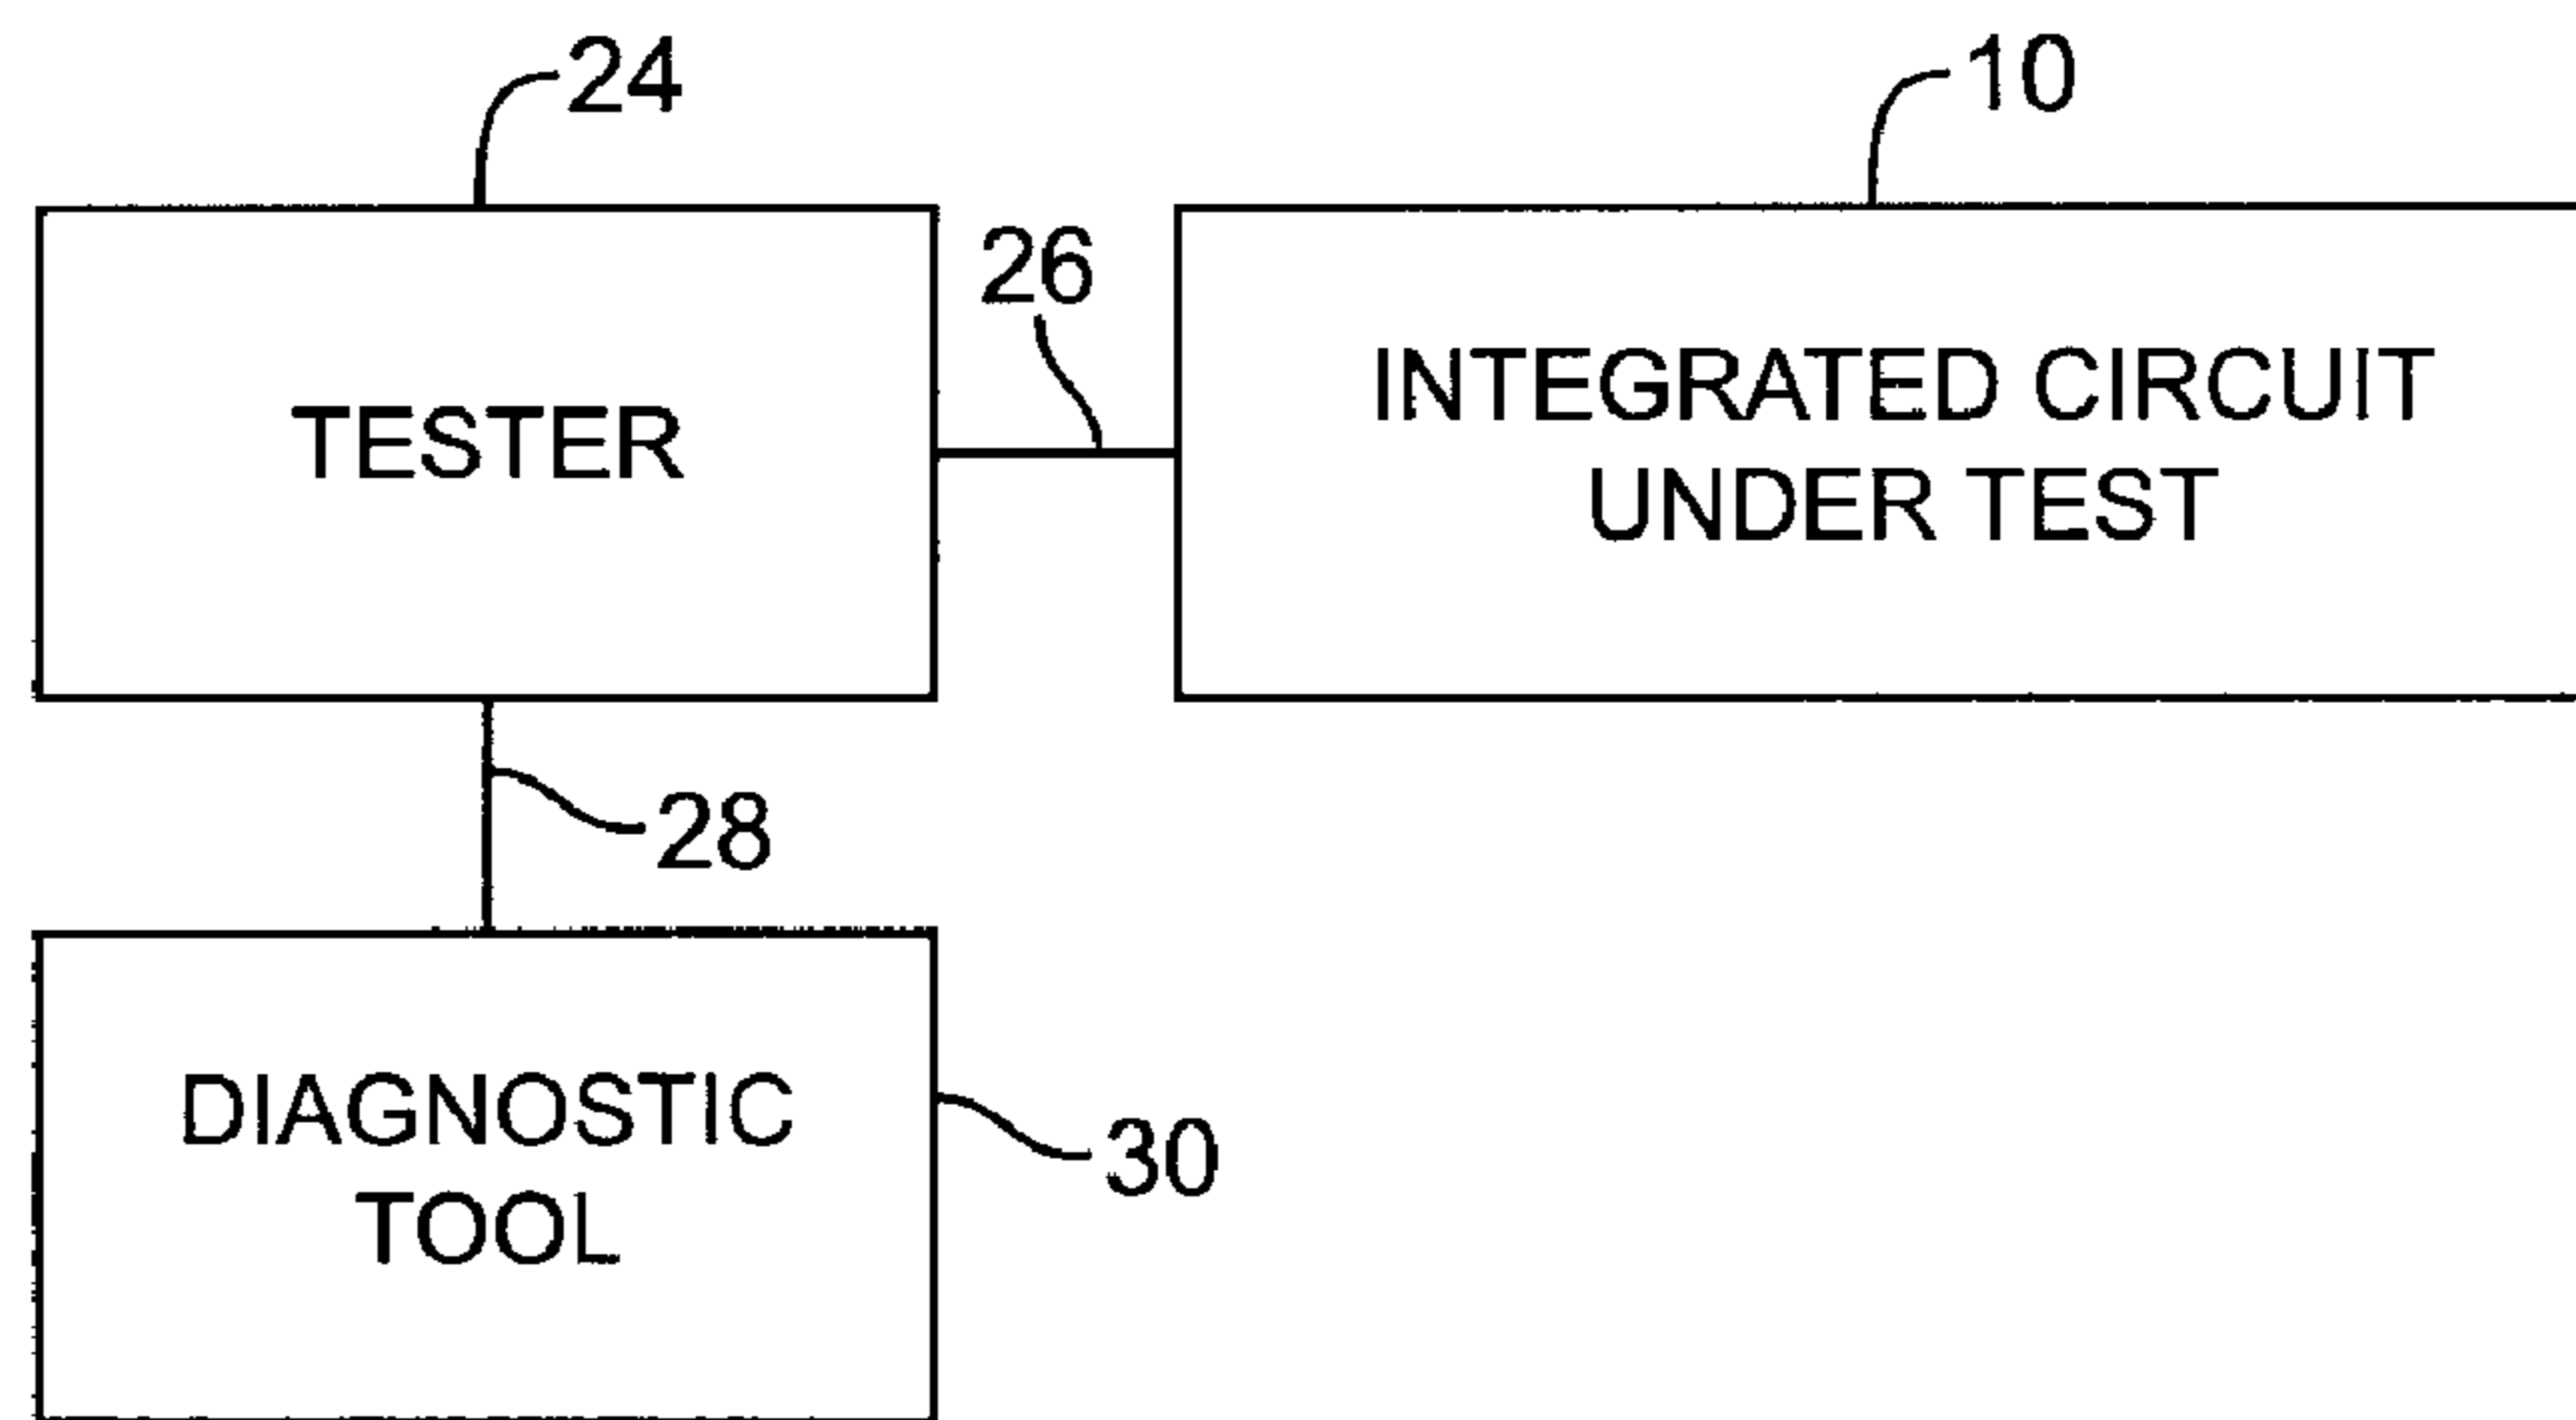 24
10
26
TESTER
INTEGRATED CIRCUIT
UNDER TEST
28
DIAGNOSTIC
TOOL
30